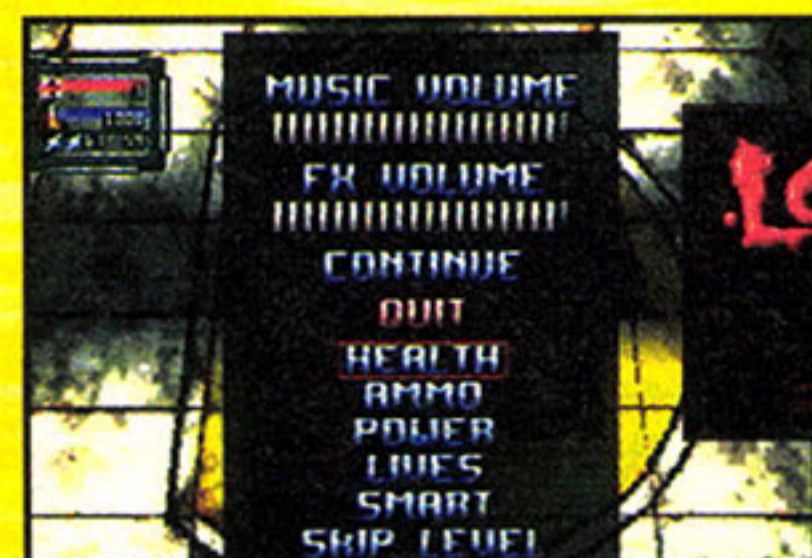 MUSIC VOLUME
FX VOLUME
CONTINUE
QUIT
HEALTH
AMMO
POWER
LIVES
SMART
SKIP LEVEL